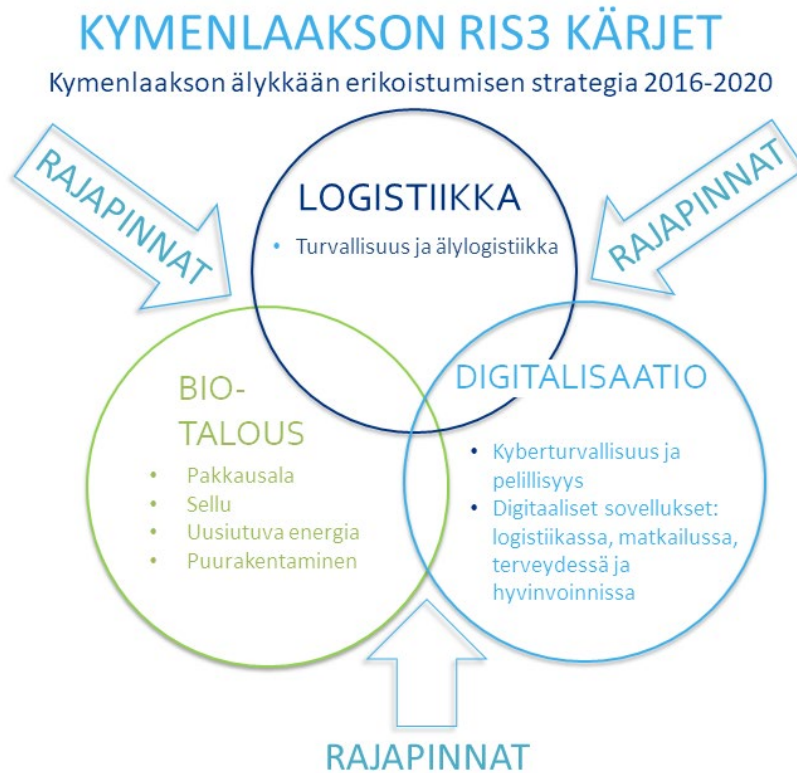 KYMENLAAKSON RIS3 KÄRJET
Kymenlaakson älykkään erikoistumisen strategia 2016-2020
RAJAPINNAT
RAJAPINNAT
LOGISTIIKKA
• Turvallisuus ja älylogistiikka
BIO-
TALOUS
• Pakkausala
• Sellu
• Uusiutuva energia
• Puurakentaminen
DIGITALISAATIO
• Kyberturvallisuus ja
pelillisyys
• Digitaaliset sovellukset:
logistiikassa, matkailussa,
terveydessä ja
hyvinvoinnissa
RAJAPINNAT